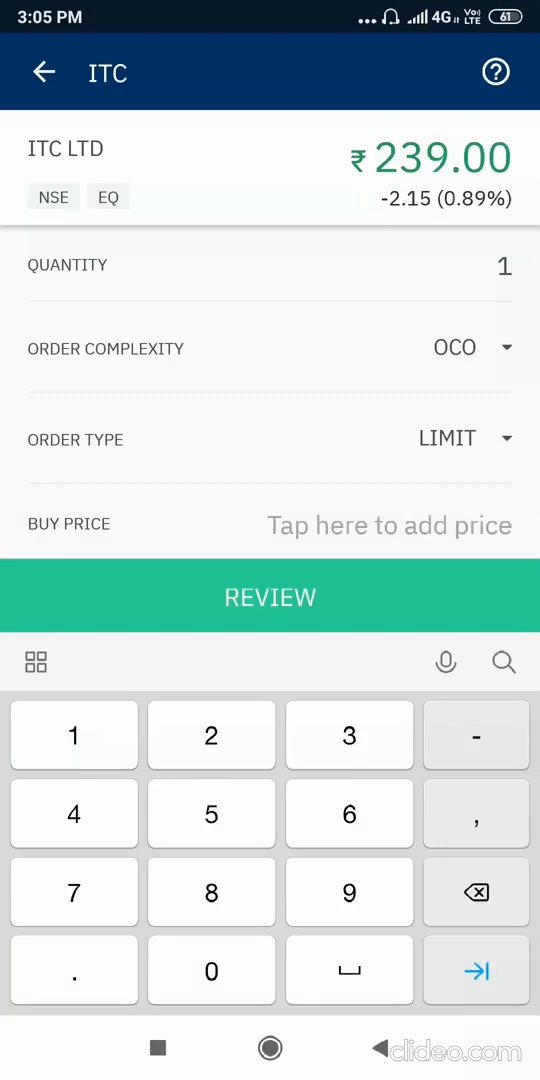 3:05 PM ... 4G Vo) LTE 61
ITC
ITC LTD
₹ 239.00
NSE EQ
-2.15 (0.89%)
QUANTITY 1
ORDER COMPLEXITY OCO
ORDER TYPE LIMIT
BUY PRICE Tap here to add price
REVIEW
1 2 3 -
4 5 6 ,
7 8 9
. 0
clideo.com